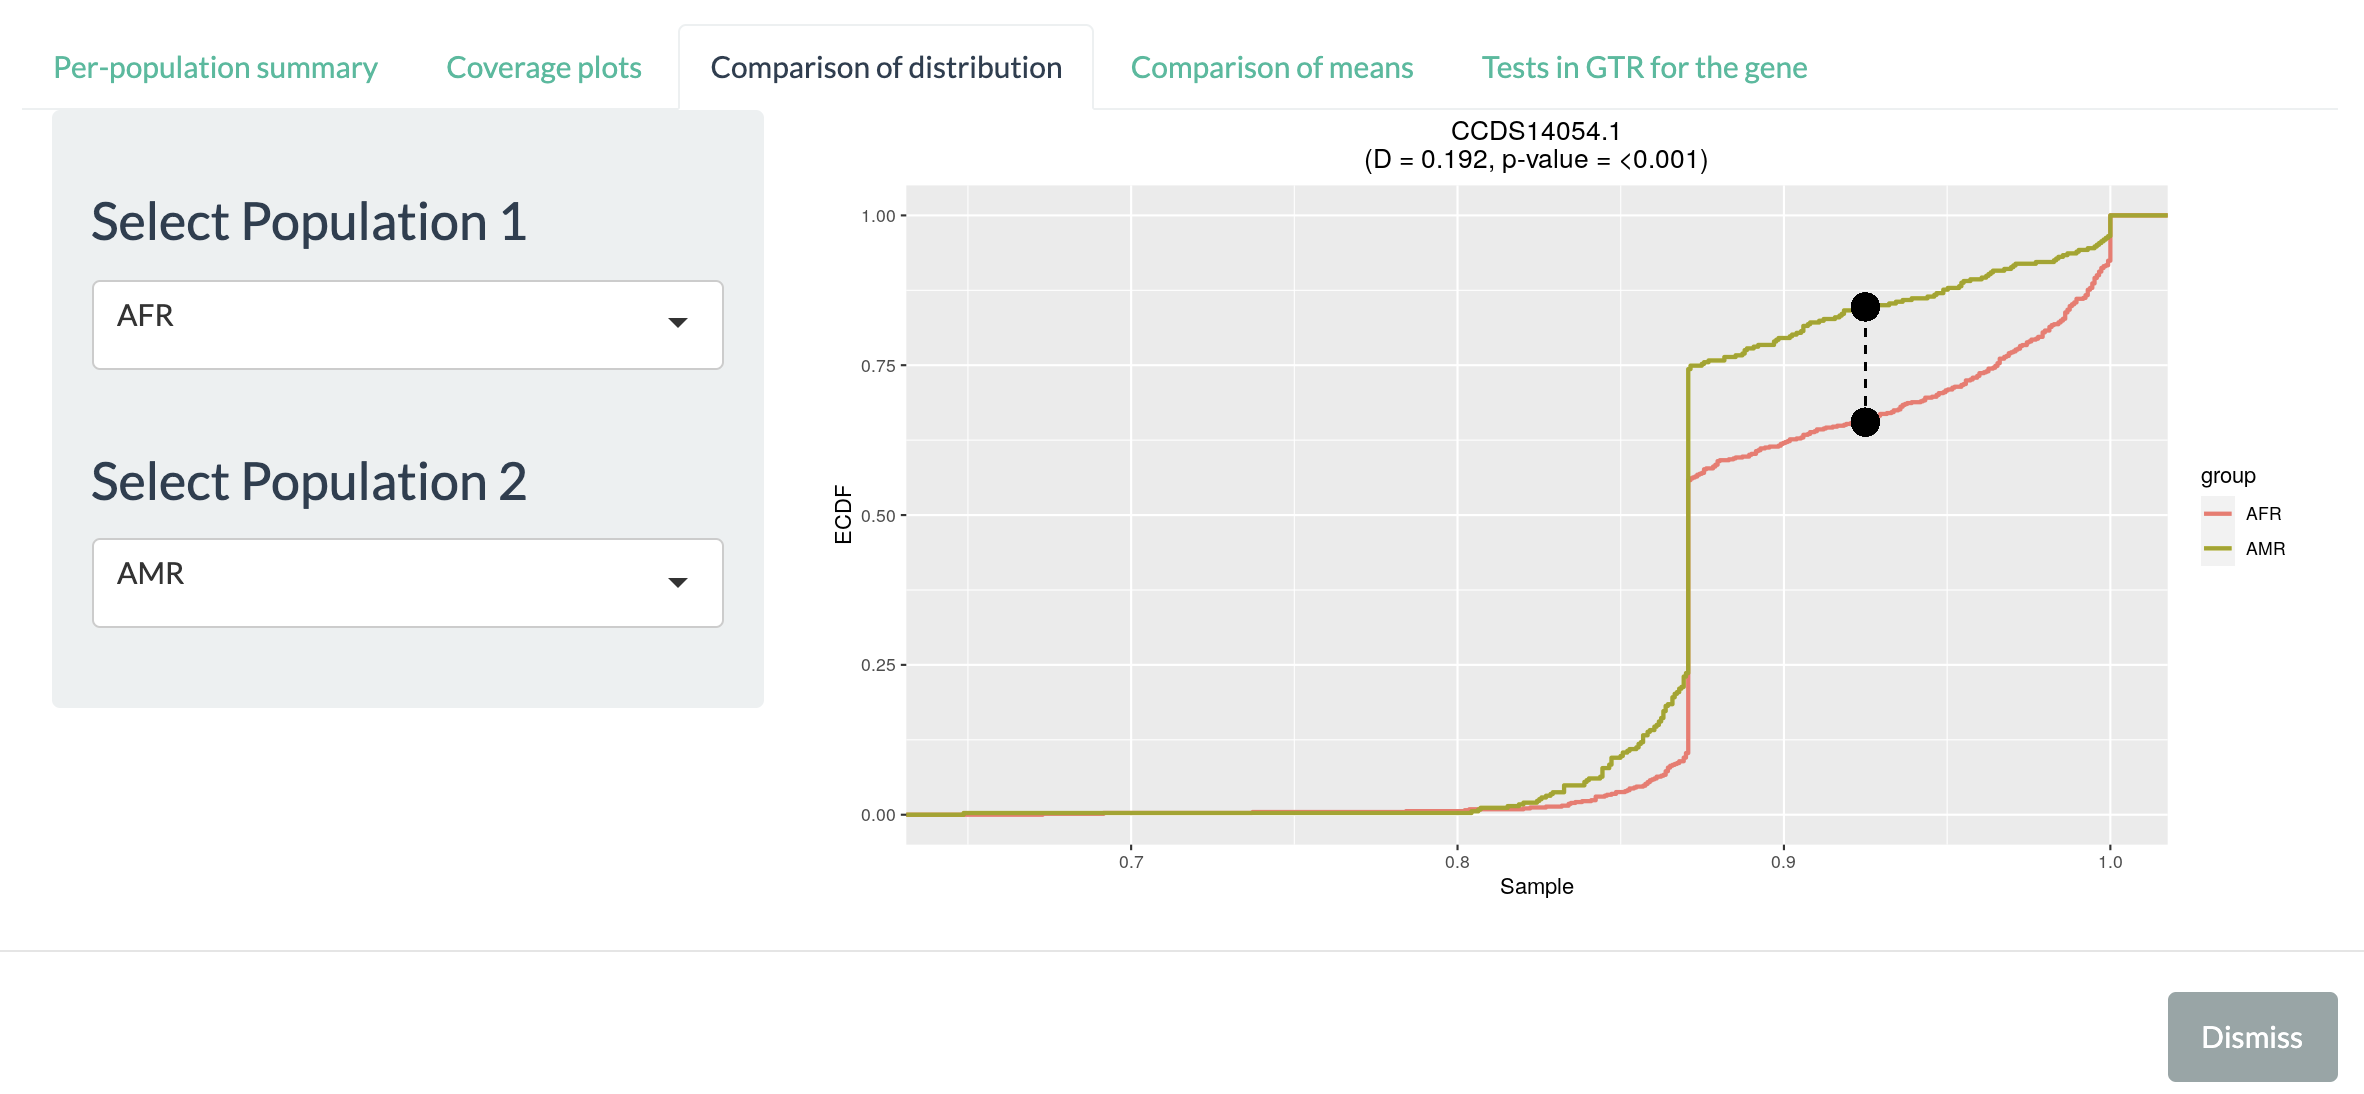 Per-population summary
Coverage plots
Comparison of distribution
Comparison of means
Tests in GTR for the gene
Select Population 1
AFR
Select Population 2
AMR
CCDS14054.1
(D = 0.192, p-value = <0.001)
1.00
0.75
0.50
0.25
0.00
ECDF
0.7
0.8
0.9
1.0
Sample
group
AFR
AMR
Dismiss